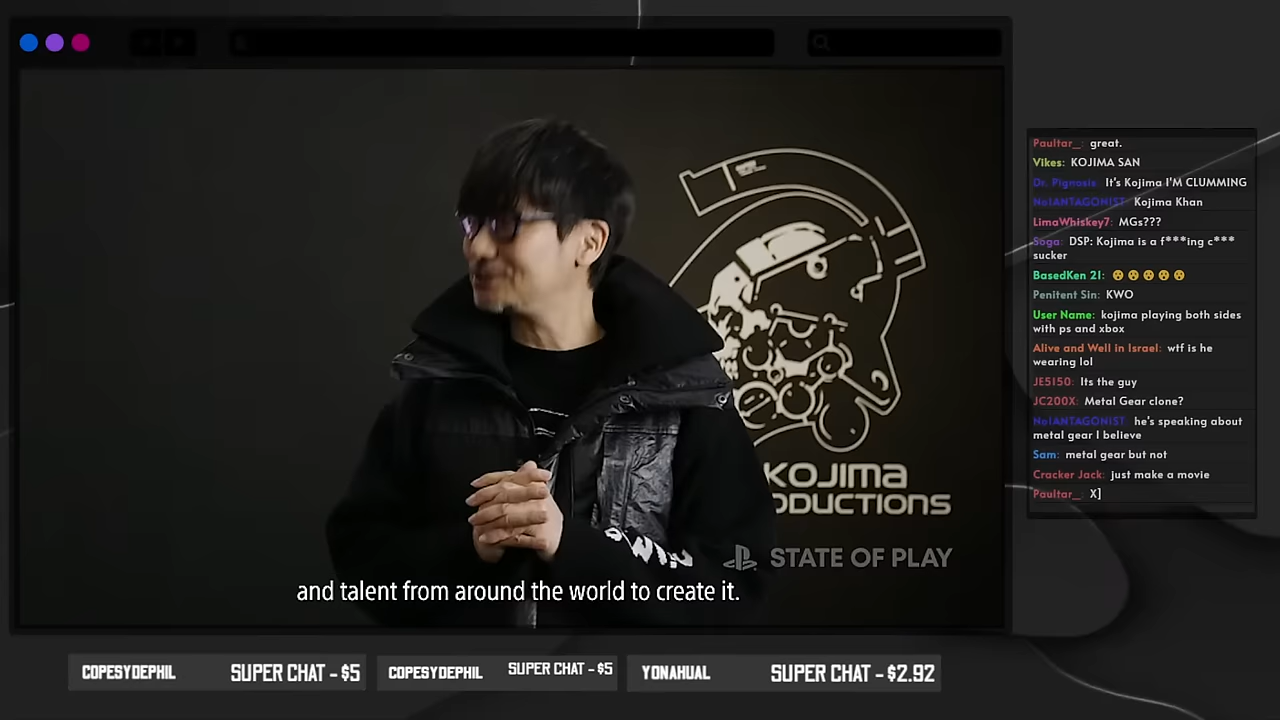 Paultar_: great.
Vikes: KOJIMA SAN
Dr. Pignosis: It's Kojima I'M CLUMMING
No1ANTAGONIST: Kojima Khan
LimaWhiskey7: MGs???
Soga: DSP: Kojima is a f***ing c***
sucker
BasedKen 21: 😮😮😮😮😮
Penitent Sin: KWO
User Name: kojima playing both sides
with ps and xbox
Alive and Well in Israel: wtf is he
wearing lol
JE5150: Its the guy
JC200X: Metal Gear clone?
No1ANTAGONIST: he's speaking about
metal gear I believe
Sam: metal gear but not
Cracker Jack: just make a movie
Paultar_: X]
KOJIMA
ODUCTIONS
STATE OF PLAY
and talent from around the world to create it.
COPESYDEPHIL SUPER CHAT - $5
COPESYDEPHIL SUPER CHAT - $5
YONAHUAL SUPER CHAT - $2.92